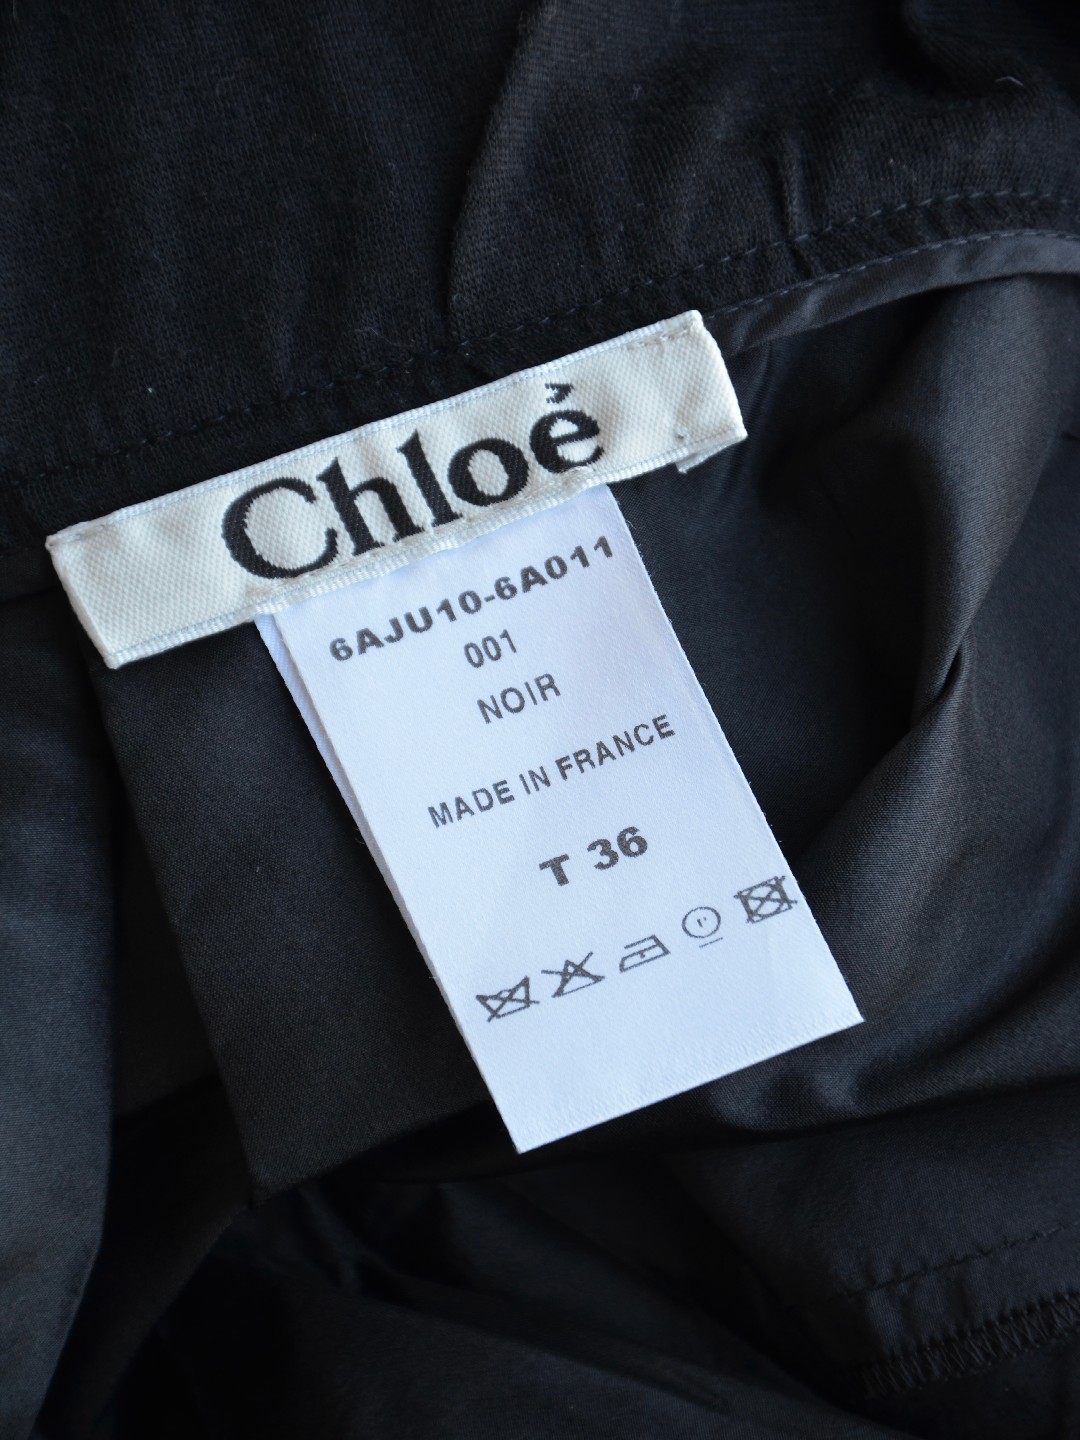 Chloé
6AJU10-6A011
001
NOIR
MADE IN FRANCE
T 36
P